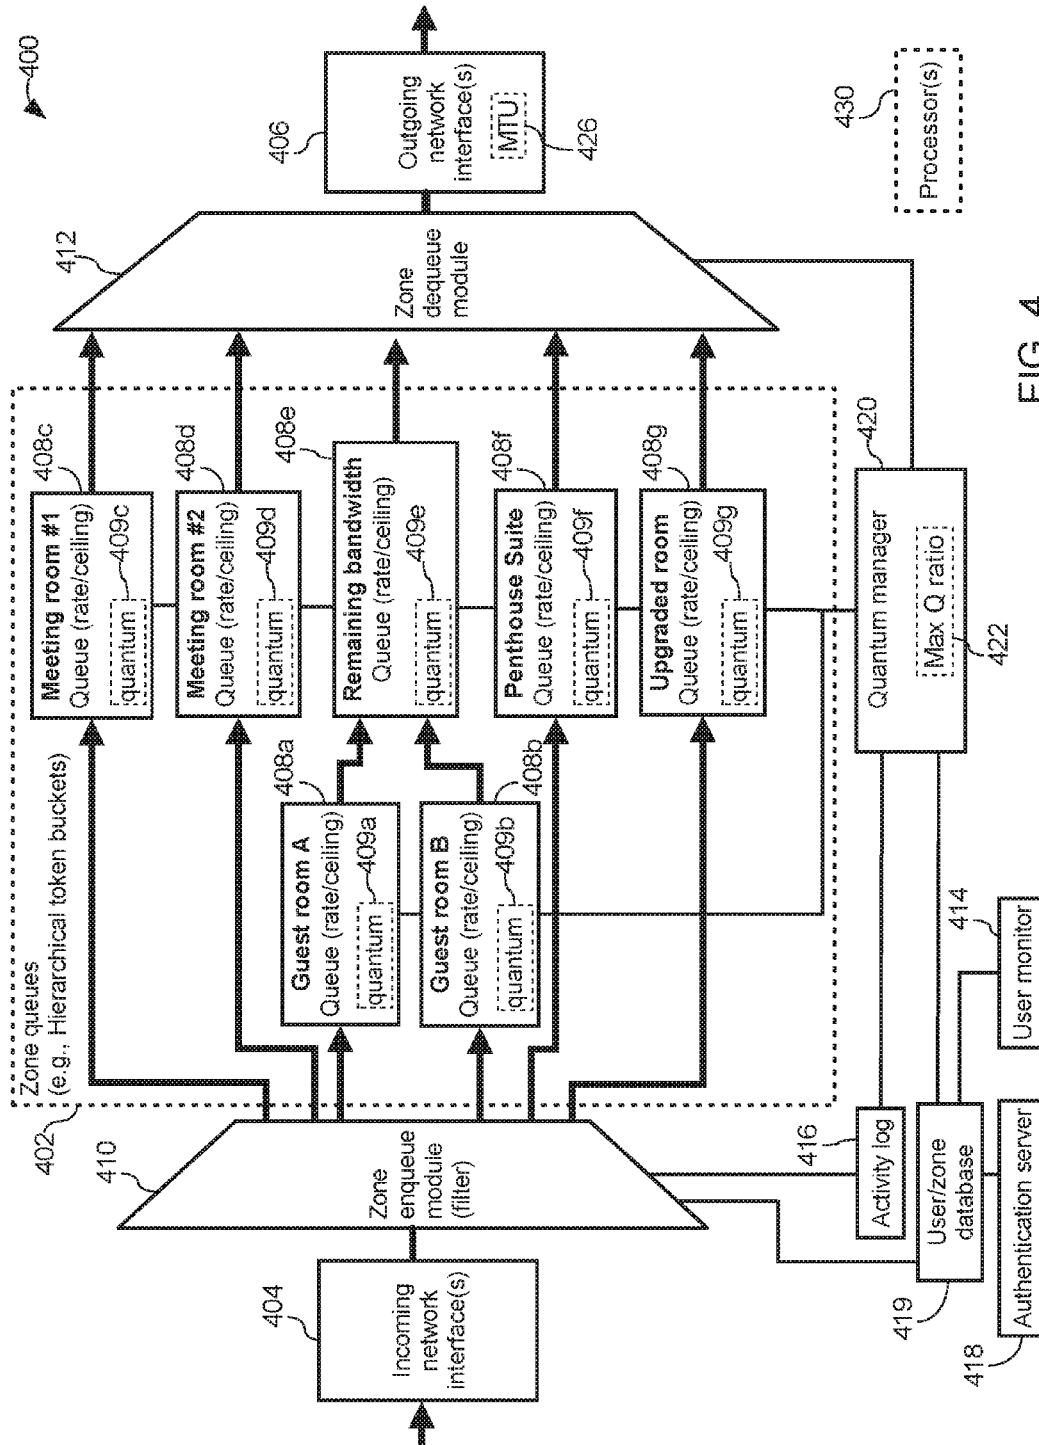 400
Zone queues
(e.g., Hierarchical token buckets)
402
404
Incoming
network
interface(s)
410
Zone
enqueue
module
(filter)
Meeting room #1
Queue (rate/ceiling)
quantum
409c
408c
Meeting room #2
Queue (rate/ceiling)
quantum
409d
408d
Guest room A
Queue (rate/ceiling)
quantum
409a
408a
Guest room B
Queue (rate/ceiling)
quantum
409b
408b
Remaining bandwidth
Queue (rate/ceiling)
quantum
409e
408e
Penthouse Suite
Queue (rate/ceiling)
quantum
409f
408f
Upgraded room
Queue (rate/ceiling)
quantum
409g
408g
412
Zone
dequeue
module
406
Outgoing
network
interface(s)
MTU
426
416
Activity log
User/zone
database
419
Authentication server
418
414
User monitor
420
Quantum manager
Max Q ratio
422
430
Processor(s)
FIG. 4